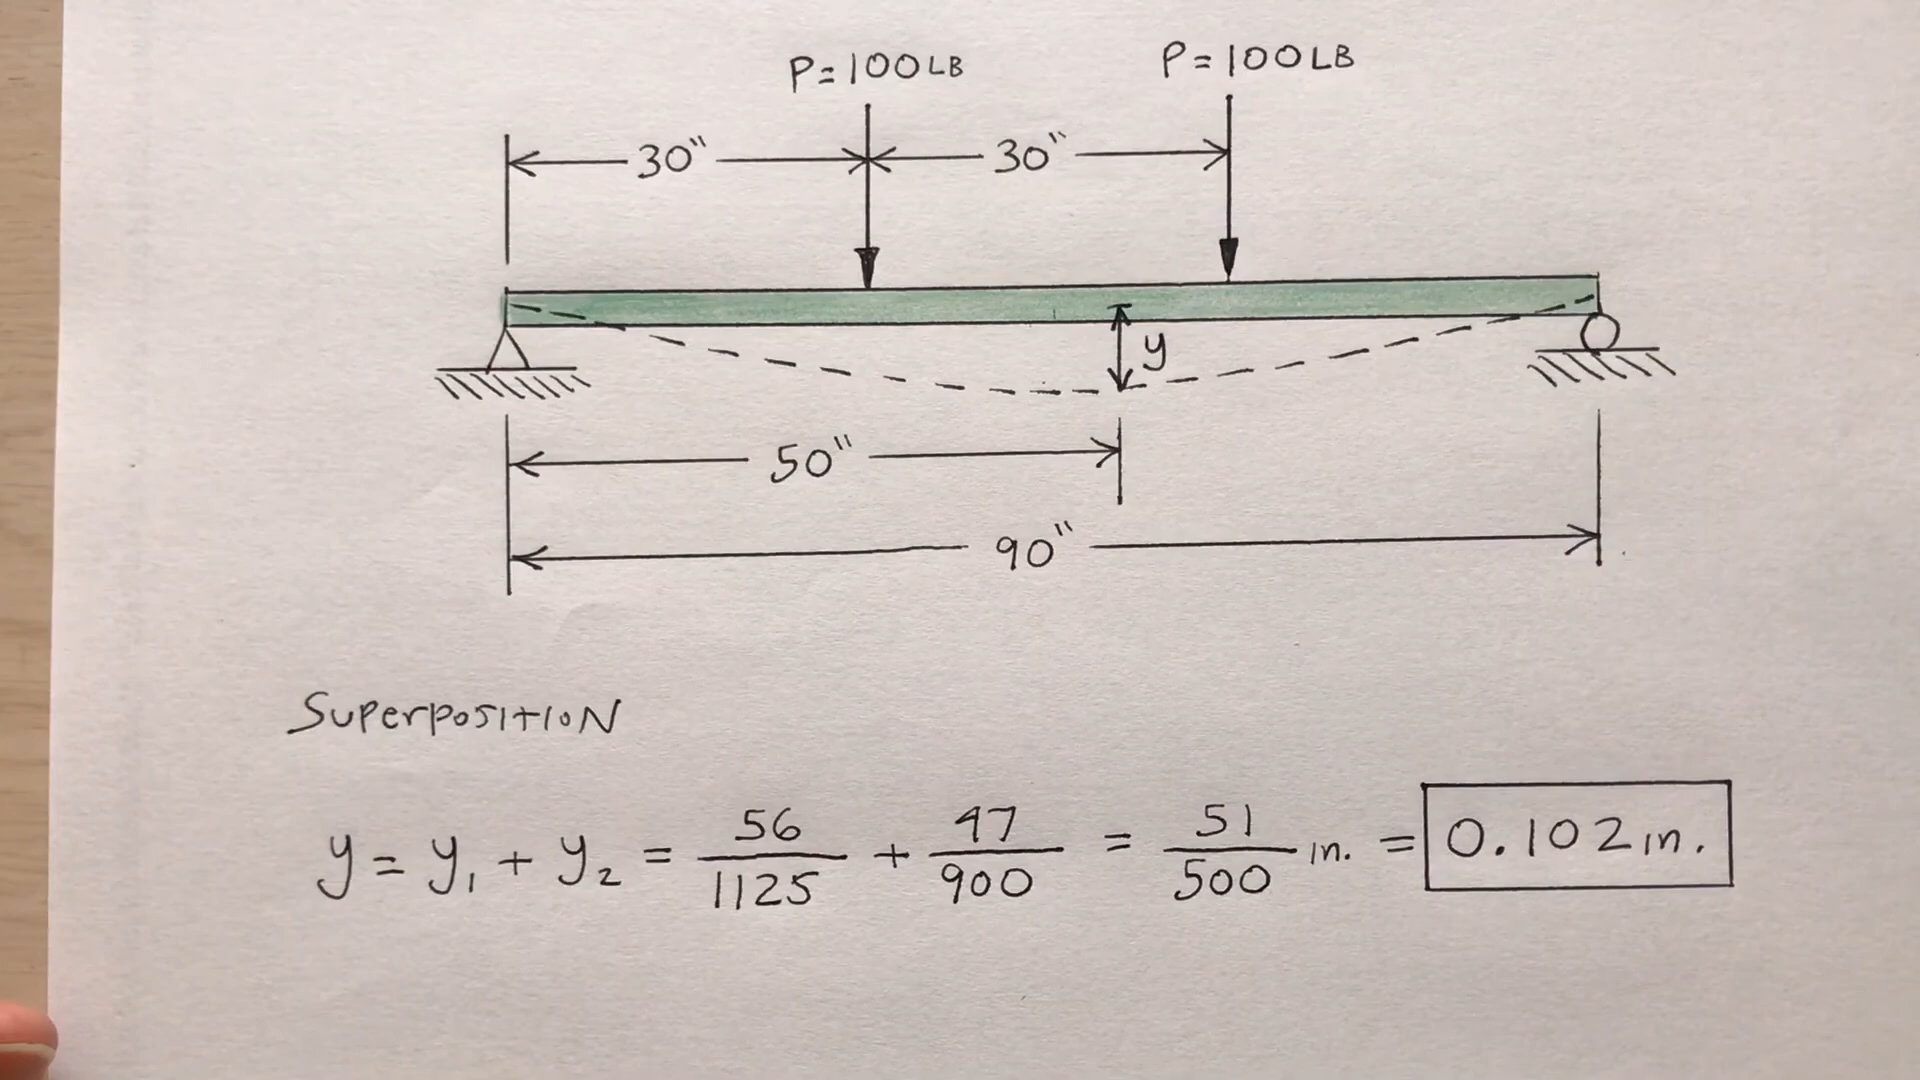 P=100LB
P=100LB
30"
30"
y
50"
90"
SUPERPOSITION
y = y₁ + y₂ = 56/1125 + 47/900 = 51/500 in. = 0.102 in.